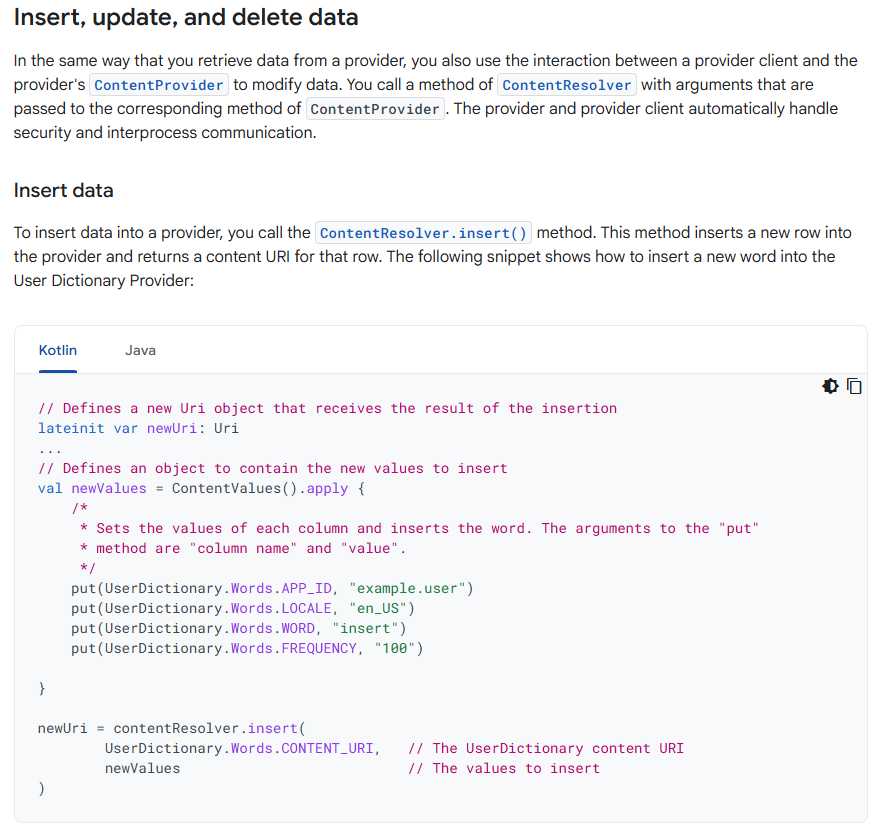 Insert, update, and delete data
In the same way that you retrieve data from a provider, you also use the interaction between a provider client and the
provider's ContentProvider to modify data. You call a method of ContentResolver with arguments that are
passed to the corresponding method of ContentProvider. The provider and provider client automatically handle
security and interprocess communication.
Insert data
To insert data into a provider, you call the ContentResolver.insert() method. This method inserts a new row into
the provider and returns a content URI for that row. The following snippet shows how to insert a new word into the
User Dictionary Provider:
Kotlin Java
// Defines a new Uri object that receives the result of the insertion
lateinit var newUri: Uri
...
// Defines an object to contain the new values to insert
val newValues = ContentValues().apply {
    /*
     * Sets the values of each column and inserts the word. The arguments to the "put"
     * method are "column name" and "value".
     */
    put(UserDictionary.Words.APP_ID, "example.user")
    put(UserDictionary.Words.LOCALE, "en_US")
    put(UserDictionary.Words.WORD, "insert")
    put(UserDictionary.Words.FREQUENCY, "100")
}
newUri = contentResolver.insert(
        UserDictionary.Words.CONTENT_URI,   // The UserDictionary content URI
        newValues                           // The values to insert
)